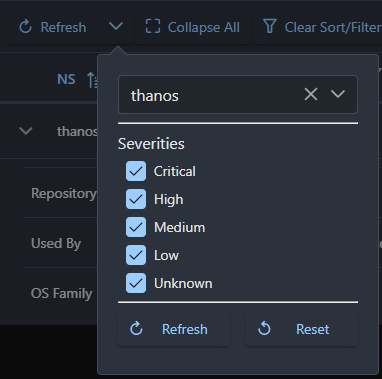 Refresh Collapse All Clear Sort/Filter
NS
thanos
thanos
Severities
Critical
High
Repository
Medium
Used By
Low
OS Family
Unknown
Refresh Reset